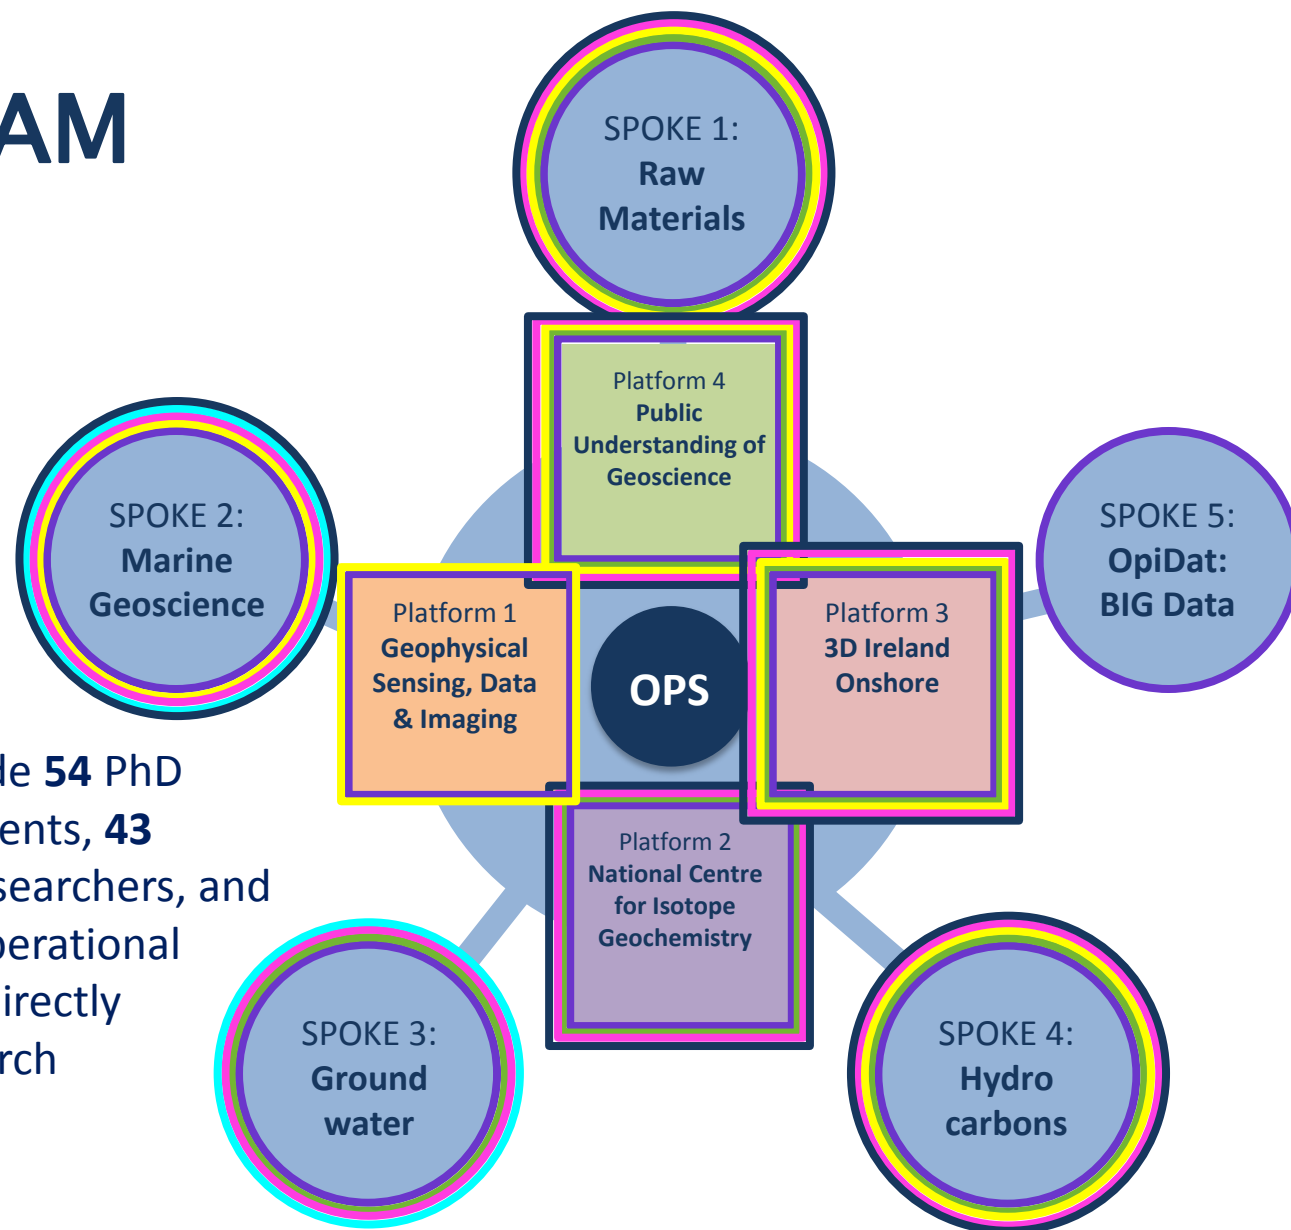 AM
SPOKE 1:
Raw
Materials
Platform 4
Public
Understanding of
Geoscience
SPOKE 2:
Marine
Geoscience
SPOKE 5:
OpiDat:
BIG Data
Platform 1
Geophysical
Sensing, Data
& Imaging
OPS
Platform 3
3D Ireland
Onshore
Platform 2
National Centre
for Isotope
Geochemistry
de 54 PhD
ents, 43
searchers, and
perational
directly
rch
SPOKE 3:
Ground
water
SPOKE 4:
Hydro
carbons